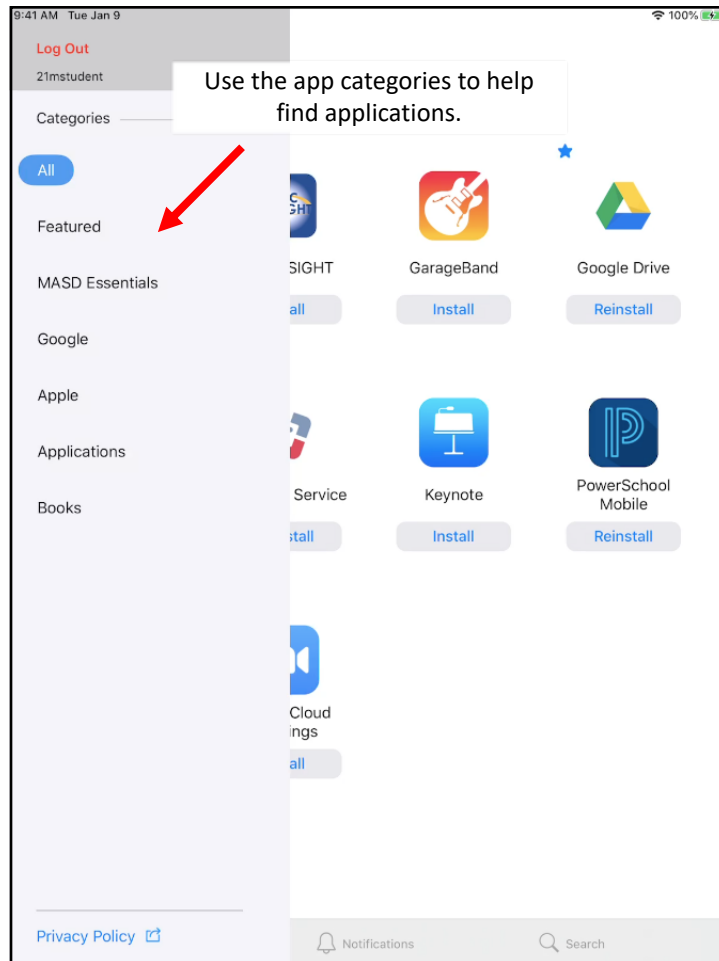 9:41 AM Tue Jan 9
100%
Log Out
21mstudent
Use the app categories to help
find applications.
Categories
All
Featured
MASD Essentials
Google
Apple
Applications
Books
SIGHT
GarageBand
Google Drive
all
Install
Reinstall
Service
Keynote
PowerSchool
Mobile
stall
Install
Reinstall
Cloud
ings
all
Privacy Policy
Notifications
Search